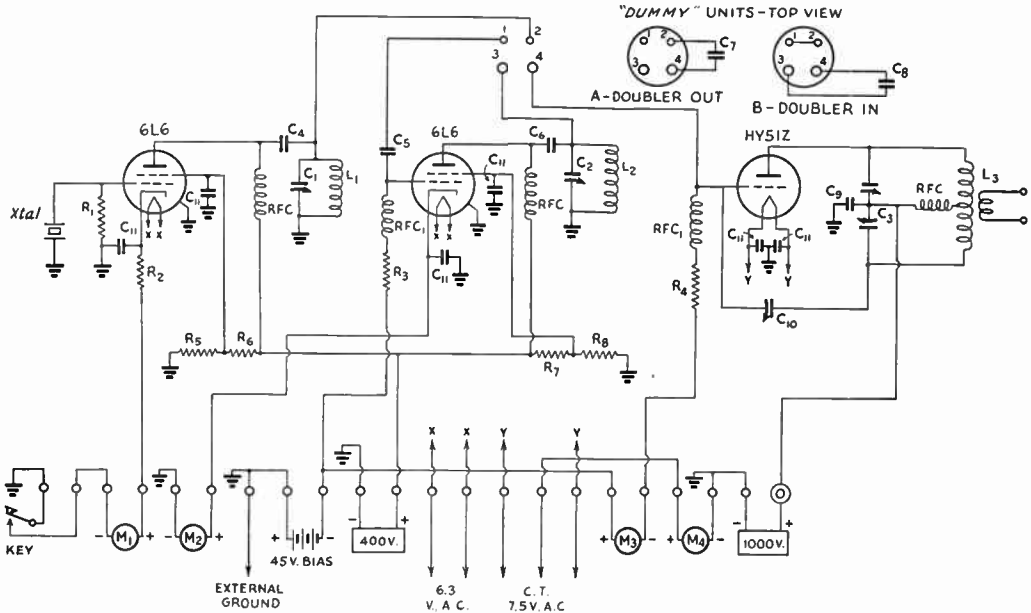 "DUMMY" UNITS-TOP VIEW
1 2
3 4
1 2
3 4
C7
A-DOUBLER OUT
1 2
3 4
C8
B-DOUBLER IN
6L6
C4
C5
6L6
C6
HY51Z
Xtal
R1
C11
C11
X X
R2
RFC
C1
L1
RFC1
R3
C11
X X
C11
RFC
C2
L2
RFC1
R4
C11
C11
Y Y
C9
C3
RFC
L3
C10
R5
R6
R7
R8
X X Y Y
KEY
- M1 +
- M2 +
+ -
45V. BIAS
- +
400V.
+ M3 -
+ M4 -
- +
1000V.
EXTERNAL
GROUND
6.3
V., A C.
C.T.
7.5 V., A.C